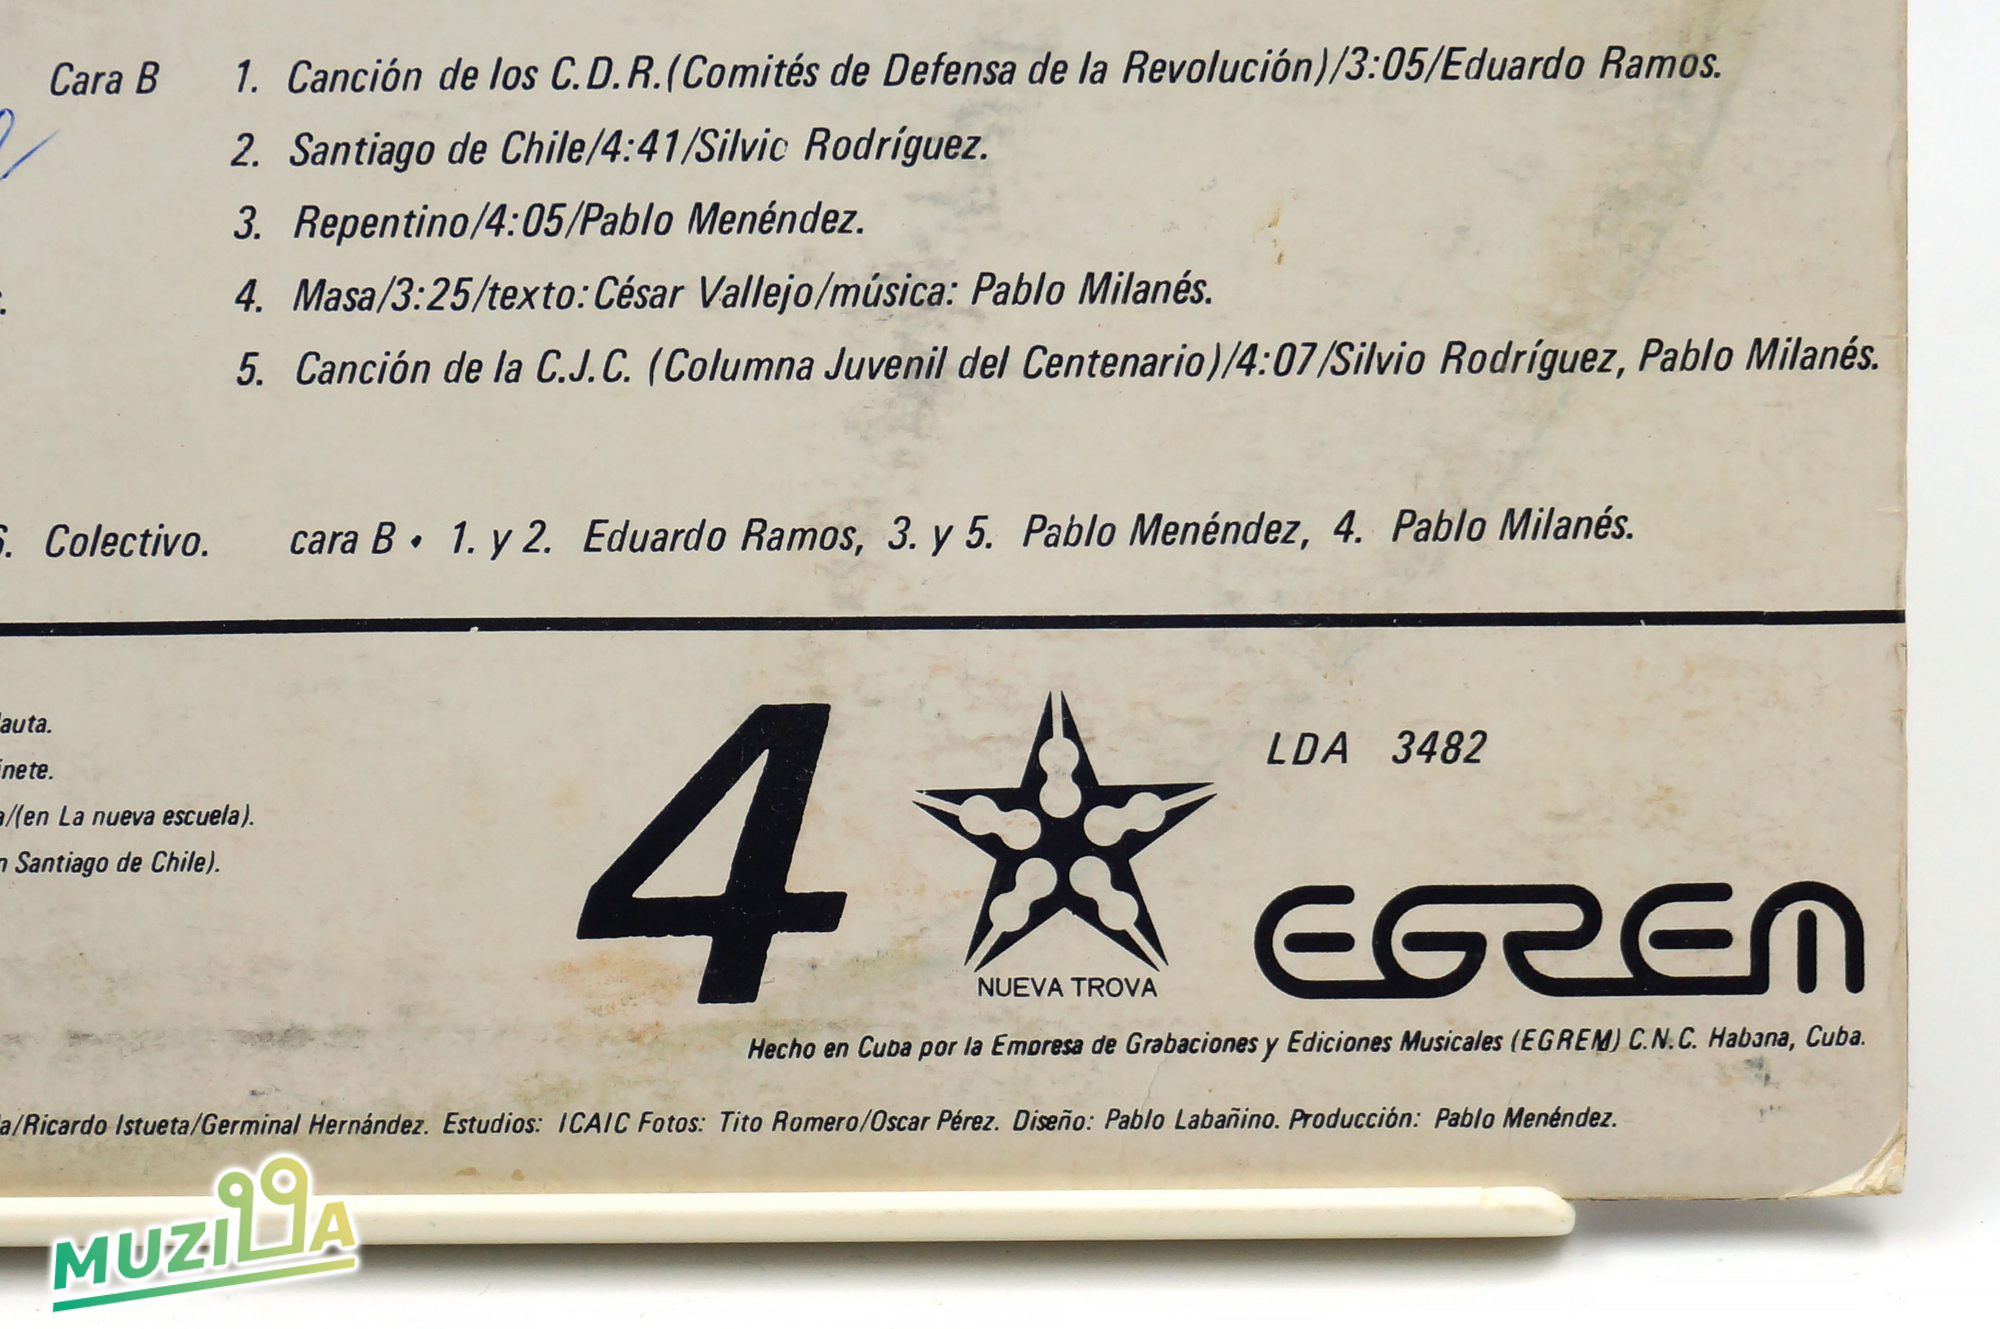 Cara B 1. Canción de los C.D.R.(Comités de Defensa de la Revolución)/3:05/Eduardo Ramos.
2. Santiago de Chile/4:41/Silvio Rodríguez.
3. Repentino/4:05/Pablo Menéndez.
4. Masa/3:25/texto:César Vallejo/música: Pablo Milanés.
5. Canción de la C.J.C. (Columna Juvenil del Centenario)/4:07/Silvio Rodríguez, Pablo Milanés.
6. Colectivo. cara B • 1. y 2. Eduardo Ramos, 3. y 5. Pablo Menéndez, 4. Pablo Milanés.
/(en La nueva escuela).
Santiago de Chile).
4
NUEVA TROVA
LDA 3482
EGREM
Hecho en Cuba por la Empresa de Grabaciones y Ediciones Musicales (EGREM) C.N.C. Habana, Cuba.
/Ricardo Istueta/Germinal Hernández. Estudios: ICAIC Fotos: Tito Romero/Oscar Pérez. Diseño: Pablo Labañino. Producción: Pablo Menéndez.
MUZILLA